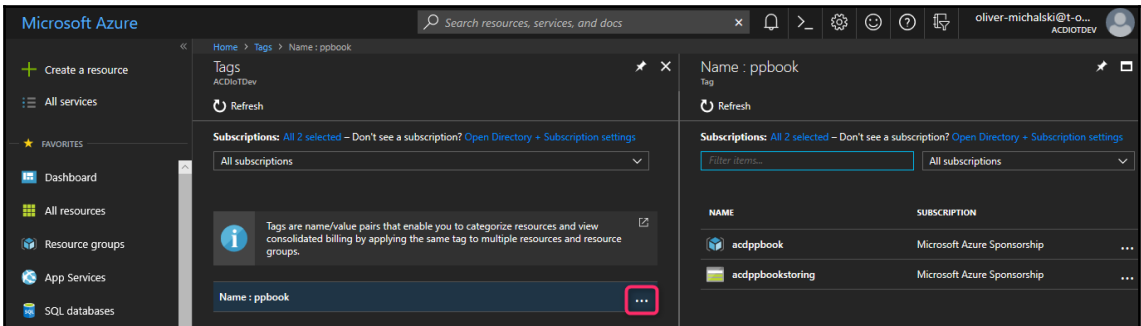 Microsoft Azure
Search resources, services, and docs
oliver-michalski@t-o...
ACDIOTDEV
Home > Tags > Name : ppbook
Create a resource
All services
FAVORITES
Dashboard
All resources
Resource groups
App Services
SQL databases
Tags
ACDIoTDev
Refresh
Subscriptions: All 2 selected – Don't see a subscription? Open Directory + Subscription settings
All subscriptions
Tags are name/value pairs that enable you to categorize resources and view
consolidated billing by applying the same tag to multiple resources and resource
groups.
Name : ppbook
...
Name : ppbook
Tag
Refresh
Subscriptions: All 2 selected – Don't see a subscription? Open Directory + Subscription settings
Filter items...
All subscriptions
NAME SUBSCRIPTION
acdppbook Microsoft Azure Sponsorship ...
acdppbookstoring Microsoft Azure Sponsorship ...